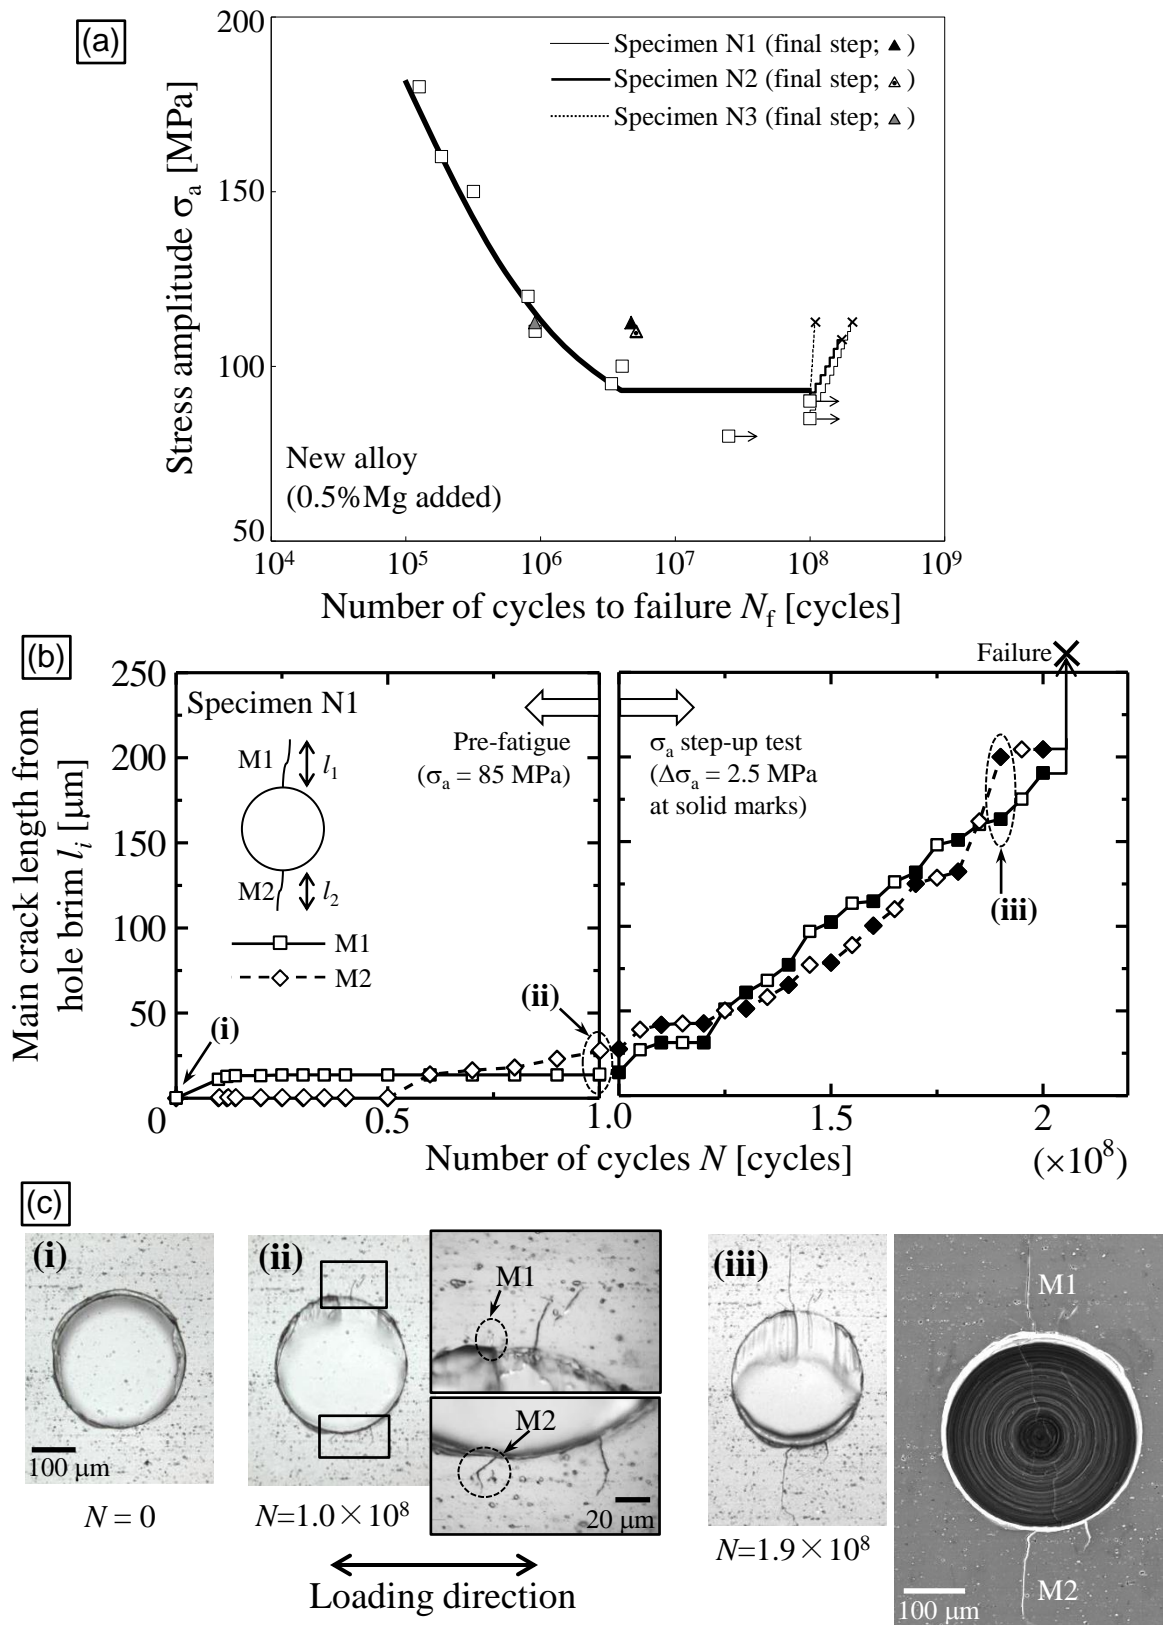 (a)
200
150
100
50
Stress amplitude σa [MPa]
Specimen N1 (final step; ▲)
Specimen N2 (final step; △)
Specimen N3 (final step; ▲)
New alloy
(0.5%Mg added)
10^4 10^5 10^6 10^7 10^8 10^9
Number of cycles to failure Nf [cycles]
(b)
Failure
250
200
150
100
50
0
Main crack length from
hole brim li [μm]
Specimen N1
M1 l1
M2 l2
M1
M2
Pre-fatigue
(σa = 85 MPa)
σa step-up test
(Δσa = 2.5 MPa
at solid marks)
(i)
(ii)
(iii)
0.5 1.0 1.5 2
Number of cycles N [cycles]
(×10^8)
(c)
(i)
100 μm
N = 0
(ii)
N=1.0×10^8
M1
M2
20 μm
Loading direction
(iii)
N=1.9×10^8
M1
M2
100 μm